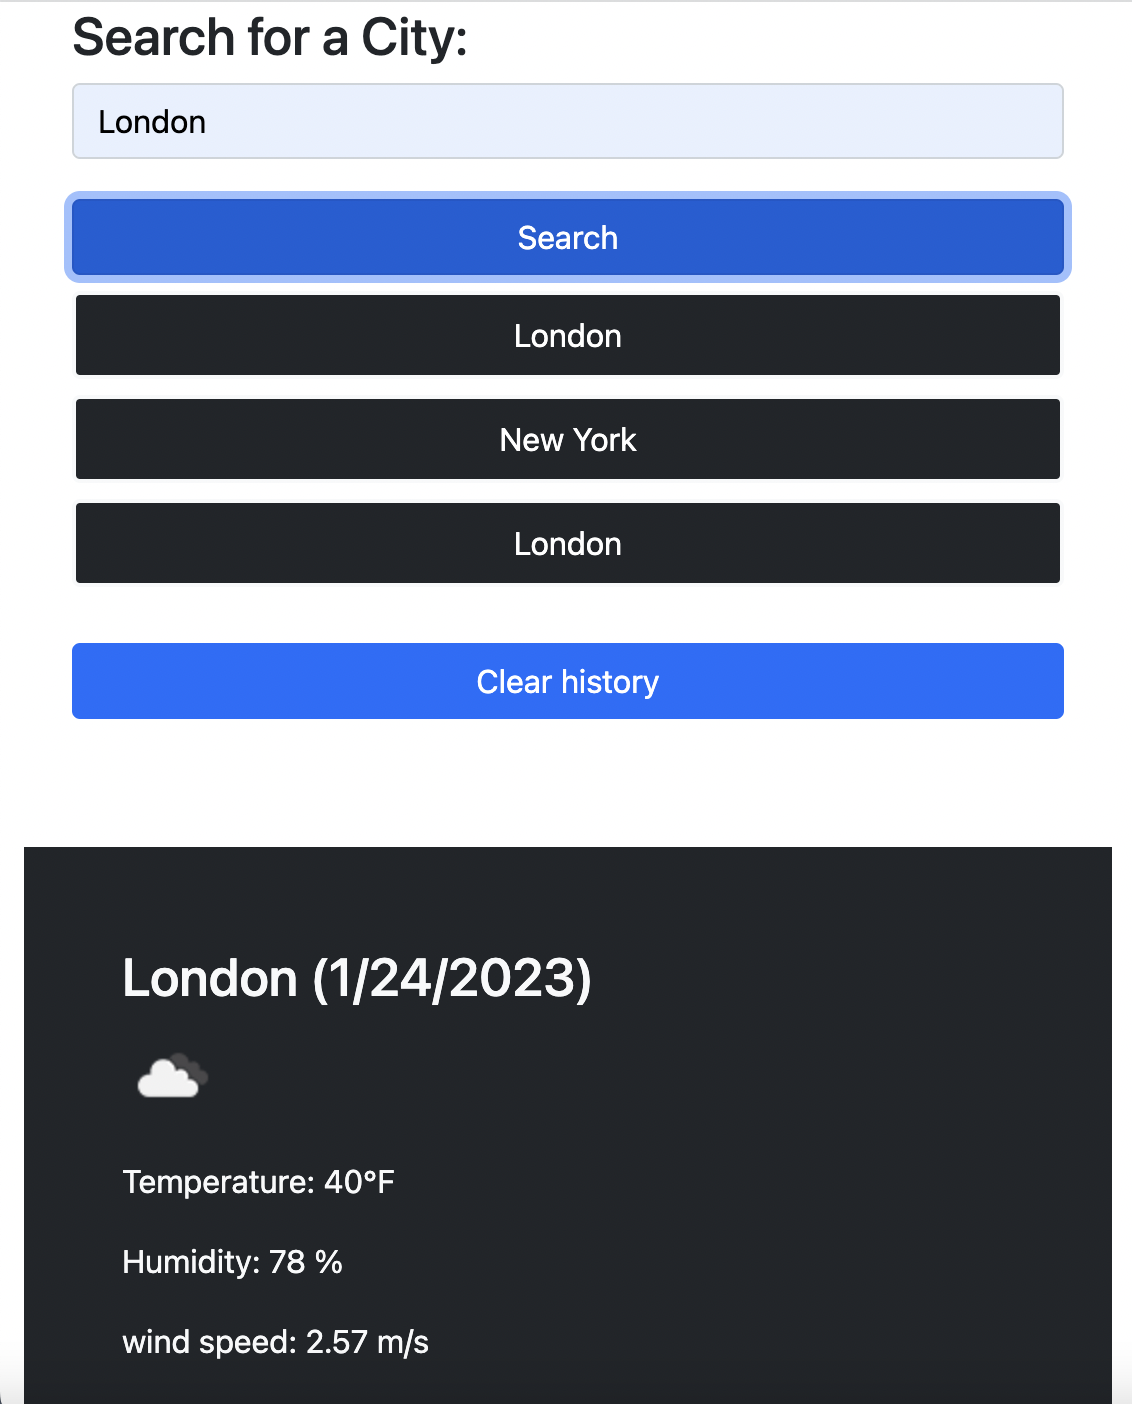 Search for a City:
London
Search
London
New York
London
Clear history
London (1/24/2023)
Temperature: 40°F
Humidity: 78 %
wind speed: 2.57 m/s